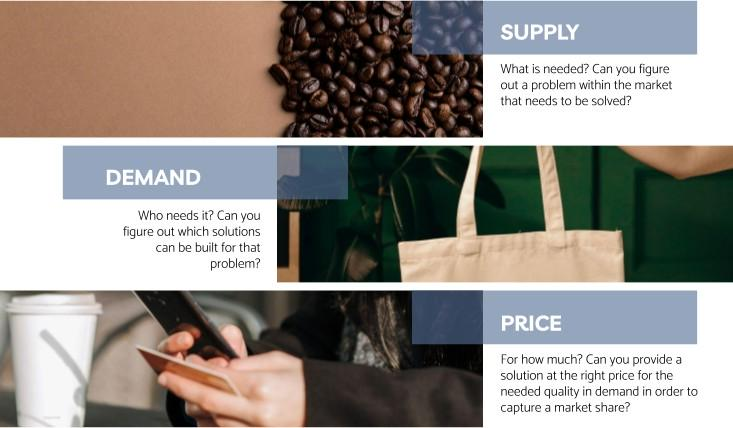 SUPPLY
What is needed? Can you figure
out a problem within the market
that needs to be solved?
DEMAND
Who needs it? Can you
figure out which solutions
can be built for that
problem?
PRICE
For how much? Can you provide a
solution at the right price for the
needed quality in demand in order to
capture a market share?